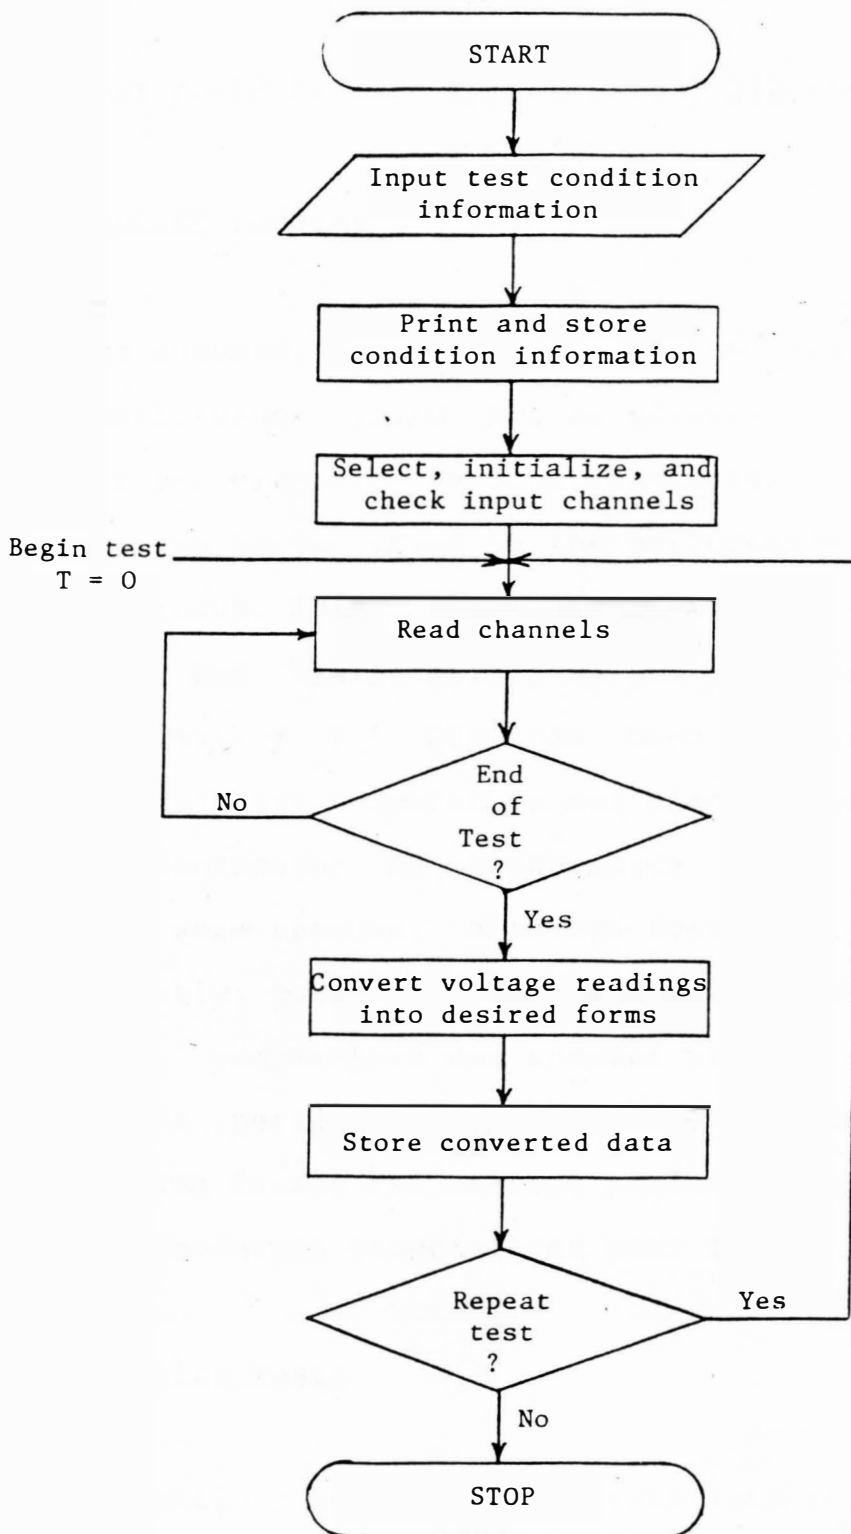 START
Input test condition
information
Print and store
condition information
Select, initialize, and
check input channels
Begin test
T = 0
Read channels
End
of
Test
?
No
Yes
Convert voltage readings
into desired forms
Store converted data
Repeat
test
?
Yes
No
STOP